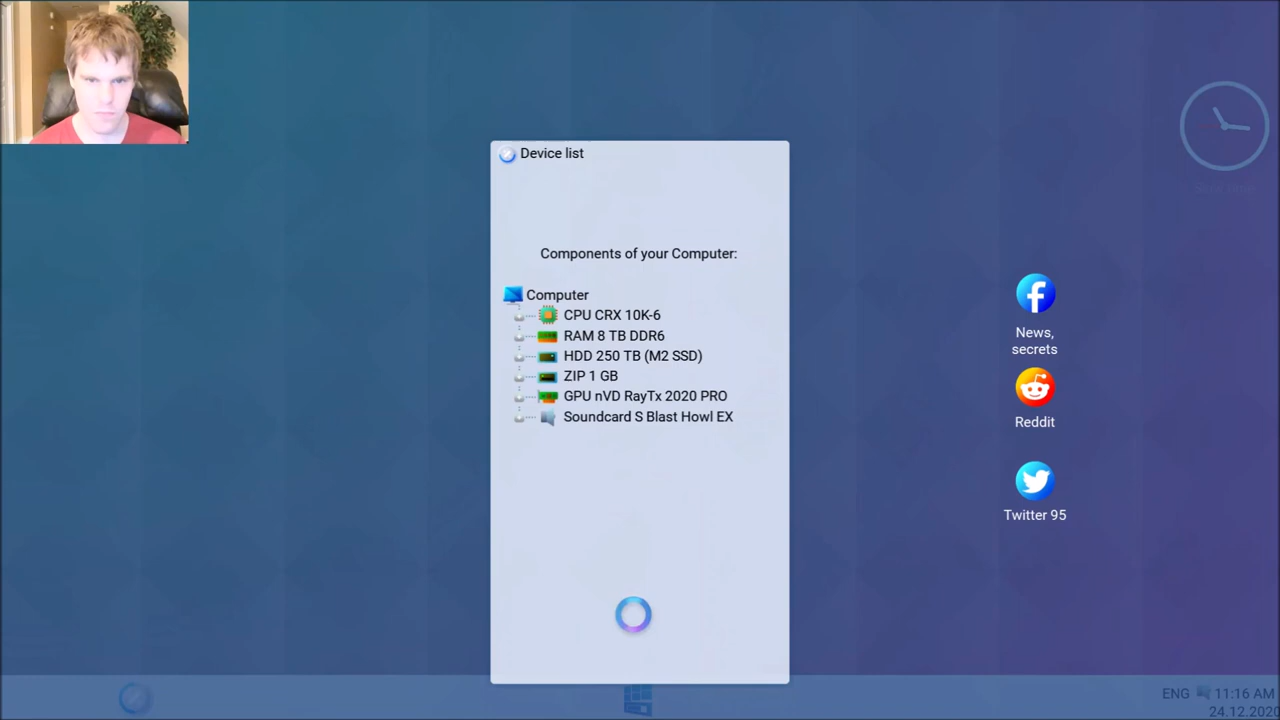 Device list
Components of your Computer:
Computer
CPU CRX 10K-6
RAM 8 TB DDR6
HDD 250 TB (M2 SSD)
ZIP 1 GB
GPU nVD RayTx 2020 PRO
Soundcard S Blast Howl EX
News,
secrets
Reddit
Twitter 95
ENG 11:16 AM
24.12.2020